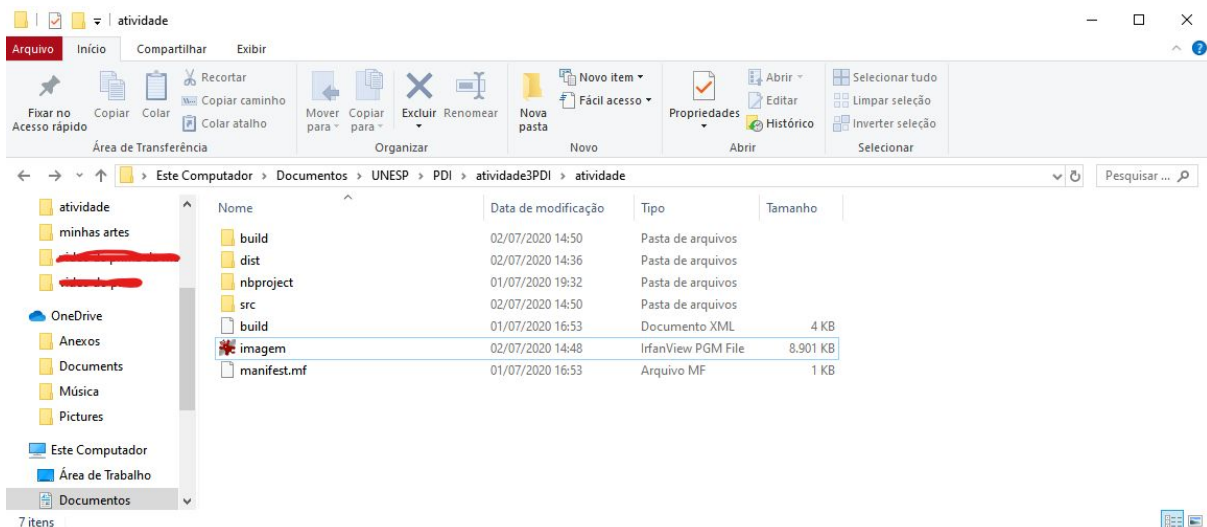 atividade
Arquivo Início Compartilhar Exibir
Fixar no Acesso rápido
Copiar
Colar
Recortar
Copiar caminho
Colar atalho
Área de Transferência
Mover para
Copiar para
Excluir
Renomear
Organizar
Nova pasta
Novo item
Fácil acesso
Novo
Propriedades
Abrir
Editar
Histórico
Abrir
Selecionar tudo
Limpar seleção
Inverter seleção
Selecionar
Este Computador > Documentos > UNESP > PDI > atividade3PDI > atividade
Pesquisar ...
atividade
minhas artes
OneDrive
Anexos
Documents
Música
Pictures
Este Computador
Área de Trabalho
Documentos
Nome Data de modificação Tipo Tamanho
build 02/07/2020 14:50 Pasta de arquivos
dist 02/07/2020 14:36 Pasta de arquivos
nbproject 01/07/2020 19:32 Pasta de arquivos
src 02/07/2020 14:50 Pasta de arquivos
build 01/07/2020 16:53 Documento XML 4 KB
imagem 02/07/2020 14:48 IrfanView PGM File 8.901 KB
manifest.mf 01/07/2020 16:53 Arquivo MF 1 KB
7 itens